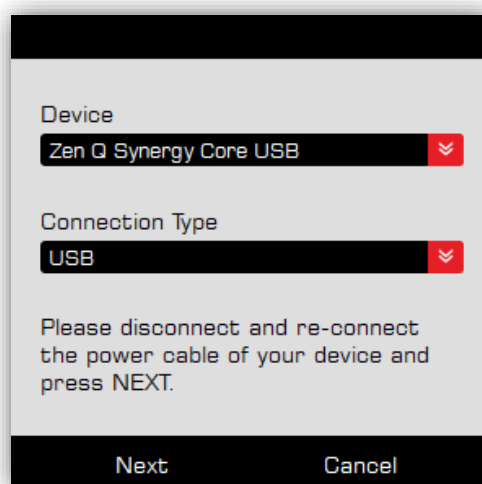 Device
Zen Q Synergy Core USB
Connection Type
USB
Please disconnect and re-connect
the power cable of your device and
press NEXT.
Next Cancel